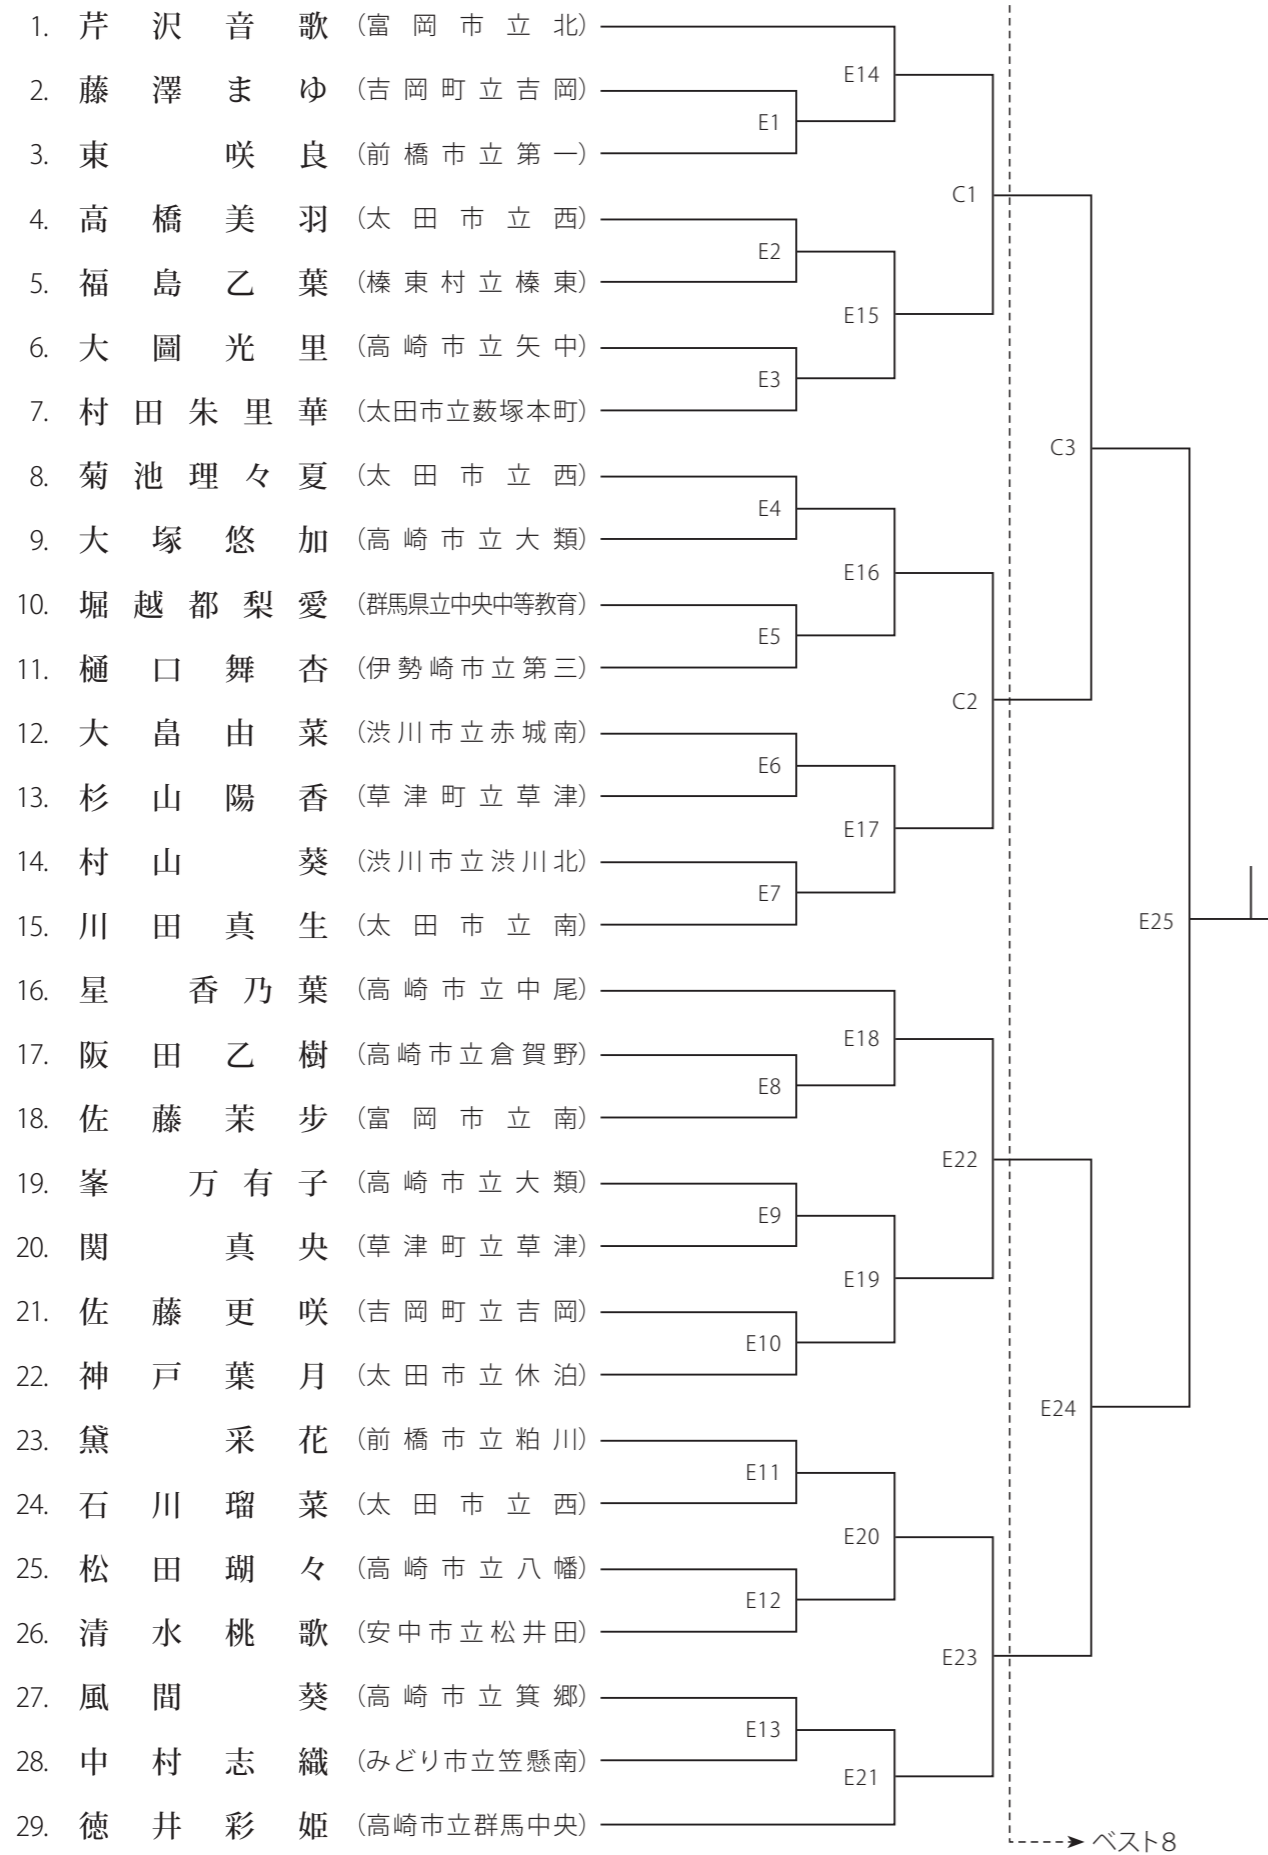 1. 芹沢音歌 (富岡市立北)
2. 藤澤まゆ (吉岡町立吉岡)
3. 東咲良 (前橋市立第一)
4. 高橋美羽 (太田市立西)
5. 福島乙葉 (榛東村立榛東)
6. 大圖光里 (高崎市立矢中)
7. 村田朱里華 (太田市立薮塚本町)
8. 菊池理々夏 (太田市立西)
9. 大塚悠加 (高崎市立大類)
10. 堀越都梨愛 (群馬県立中央中等教育)
11. 樋口舞杏 (伊勢崎市立第三)
12. 大畠由菜 (渋川市立赤城南)
13. 杉山陽香 (草津町立草津)
14. 村山葵 (渋川市立渋川北)
15. 川田真生 (太田市立南)
16. 星香乃葉 (高崎市立中尾)
17. 阪田乙樹 (高崎市立倉賀野)
18. 佐藤茉歩 (富岡市立南)
19. 峯万有子 (高崎市立大類)
20. 関真央 (草津町立草津)
21. 佐藤更咲 (吉岡町立吉岡)
22. 神戸葉月 (太田市立休泊)
23. 黛采花 (前橋市立粕川)
24. 石川瑠菜 (太田市立西)
25. 松田瑚々 (高崎市立八幡)
26. 清水桃歌 (安中市立松井田)
27. 風間葵 (高崎市立箕郷)
28. 中村志織 (みどり市立笠懸南)
29. 徳井彩姫 (高崎市立群馬中央)
E1
E2
E3
E4
E5
E6
E7
E8
E9
E10
E11
E12
E13
E14
E15
E16
E17
E18
E19
E20
E21
C1
C2
E22
E23
C3
E24
E25
ベスト8